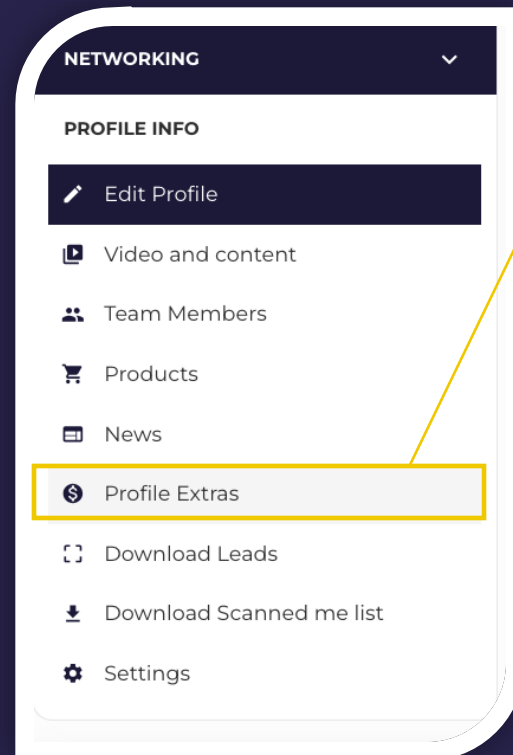 NETWORKING
PROFILE INFO
Edit Profile
Video and content
Team Members
Products
News
Profile Extras
Download Leads
Download Scanned me list
Settings